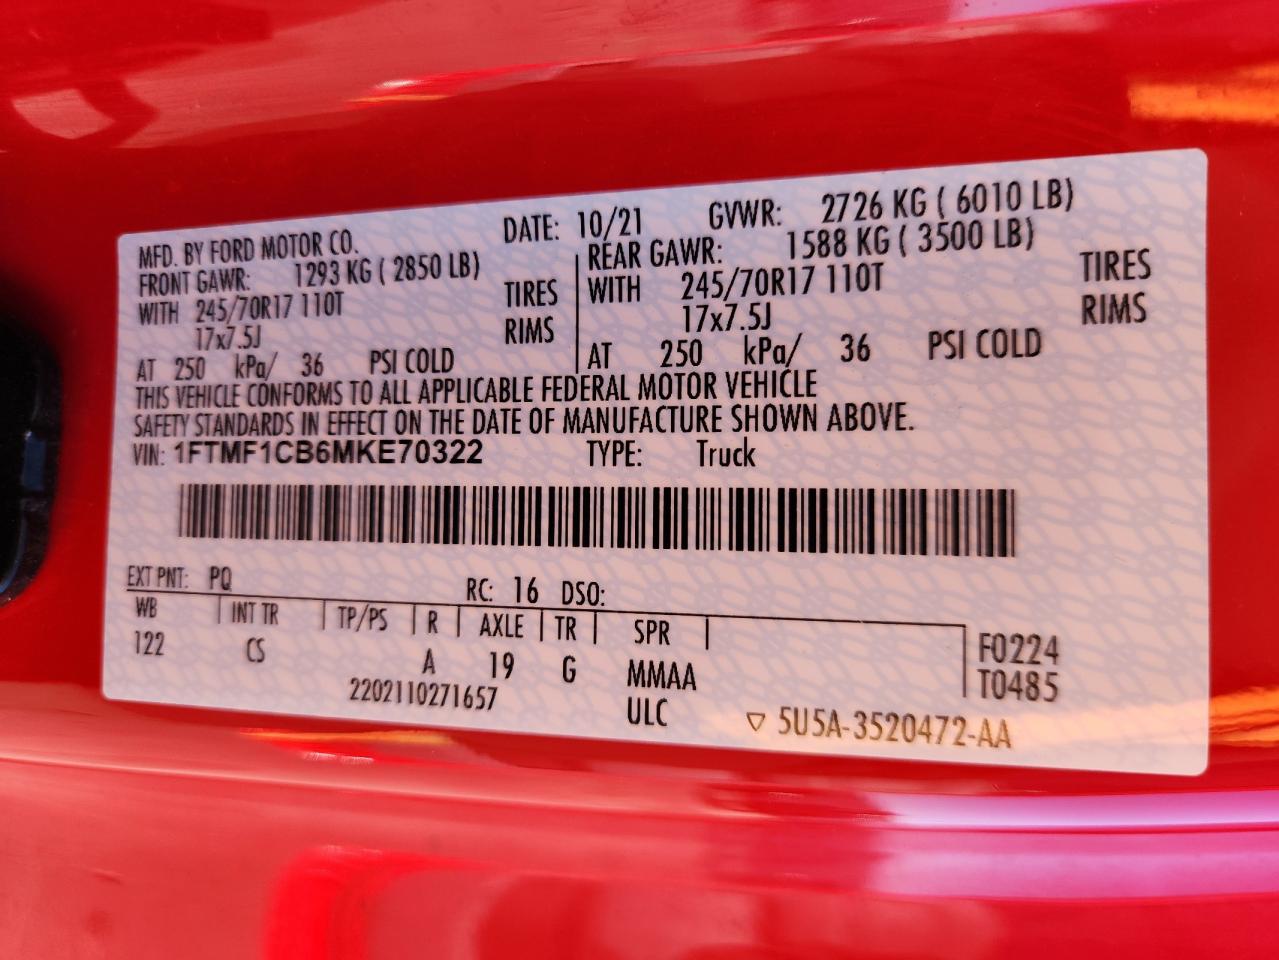 MFD. BY FORD MOTOR CO. DATE: 10/21 GVWR: 2726 KG ( 6010 LB)
FRONT GAWR: 1293 KG ( 2850 LB) REAR GAWR: 1588 KG ( 3500 LB)
WITH 245/70R17 110T TIRES WITH 245/70R17 110T TIRES
17x7.5J RIMS 17x7.5J RIMS
AT 250 kPa/ 36 PSI COLD AT 250 kPa/ 36 PSI COLD
THIS VEHICLE CONFORMS TO ALL APPLICABLE FEDERAL MOTOR VEHICLE
SAFETY STANDARDS IN EFFECT ON THE DATE OF MANUFACTURE SHOWN ABOVE.
VIN: 1FTMF1CB6MKE70322 TYPE: Truck
EXT PNT: PQ RC: 16 DSO:
WB INT TR TP/PS R AXLE TR SPR F0224
122 CS A 19 G MMAA T0485
2202110271657 ULC ▽ 5U5A-3520472-AA